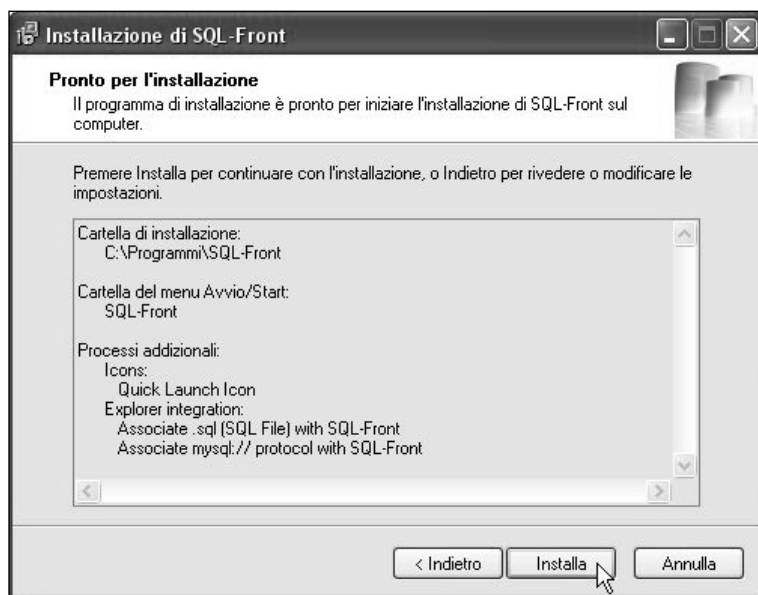 Installazione di SQL-Front
Pronto per l'installazione
Il programma di installazione è pronto per iniziare l'installazione di SQL-Front sul
computer.
Premere Installa per continuare con l'installazione, o Indietro per rivedere o modificare le
impostazioni.
Cartella di installazione:
C:\Programmi\SQL-Front
Cartella del menu Avvio/Start:
SQL-Front
Processi addizionali:
Icons:
Quick Launch Icon
Explorer integration:
Associate .sql (SQL File) with SQL-Front
Associate mysql:// protocol with SQL-Front
< Indietro Installa Annulla